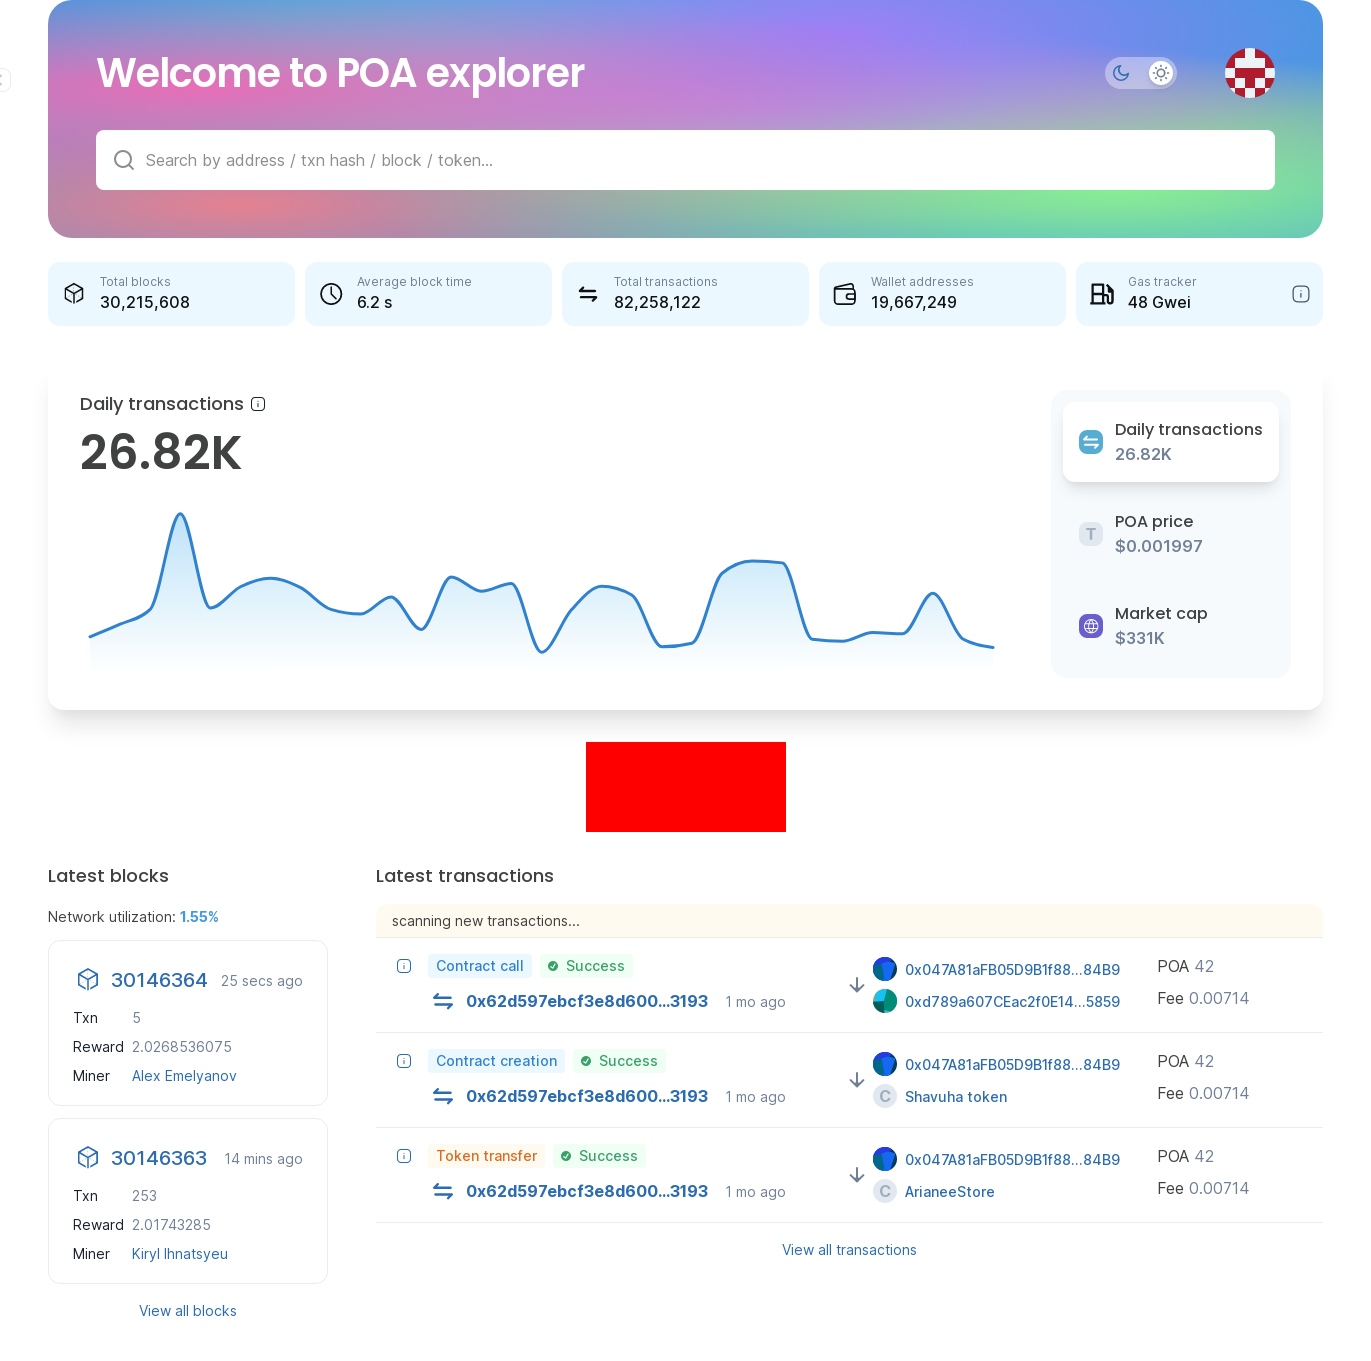 Welcome to POA explorer
Search by address / txn hash / block / token...
Total blocks
30,215,608
Average block time
6.2 s
Total transactions
82,258,122
Wallet addresses
19,667,249
Gas tracker
48 Gwei
Daily transactions
26.82K
Daily transactions
26.82K
T
POA price
$0.001997
Market cap
$331K
Latest blocks
Network utilization: 1.55%
30146364 25 secs ago
Txn 5
Reward 2.0268536075
Miner Alex Emelyanov
30146363 14 mins ago
Txn 253
Reward 2.01743285
Miner Kiryl Ihnatsyeu
View all blocks
Latest transactions
scanning new transactions...
Contract call Success
0x62d597ebcf3e8d600...3193 1 mo ago
0x047A81aFB05D9B1f88...84B9
0xd789a607CEac2f0E14...5859
POA 42
Fee 0.00714
Contract creation Success
0x62d597ebcf3e8d600...3193 1 mo ago
0x047A81aFB05D9B1f88...84B9
C Shavuha token
POA 42
Fee 0.00714
Token transfer Success
0x62d597ebcf3e8d600...3193 1 mo ago
0x047A81aFB05D9B1f88...84B9
C ArianeeStore
POA 42
Fee 0.00714
View all transactions